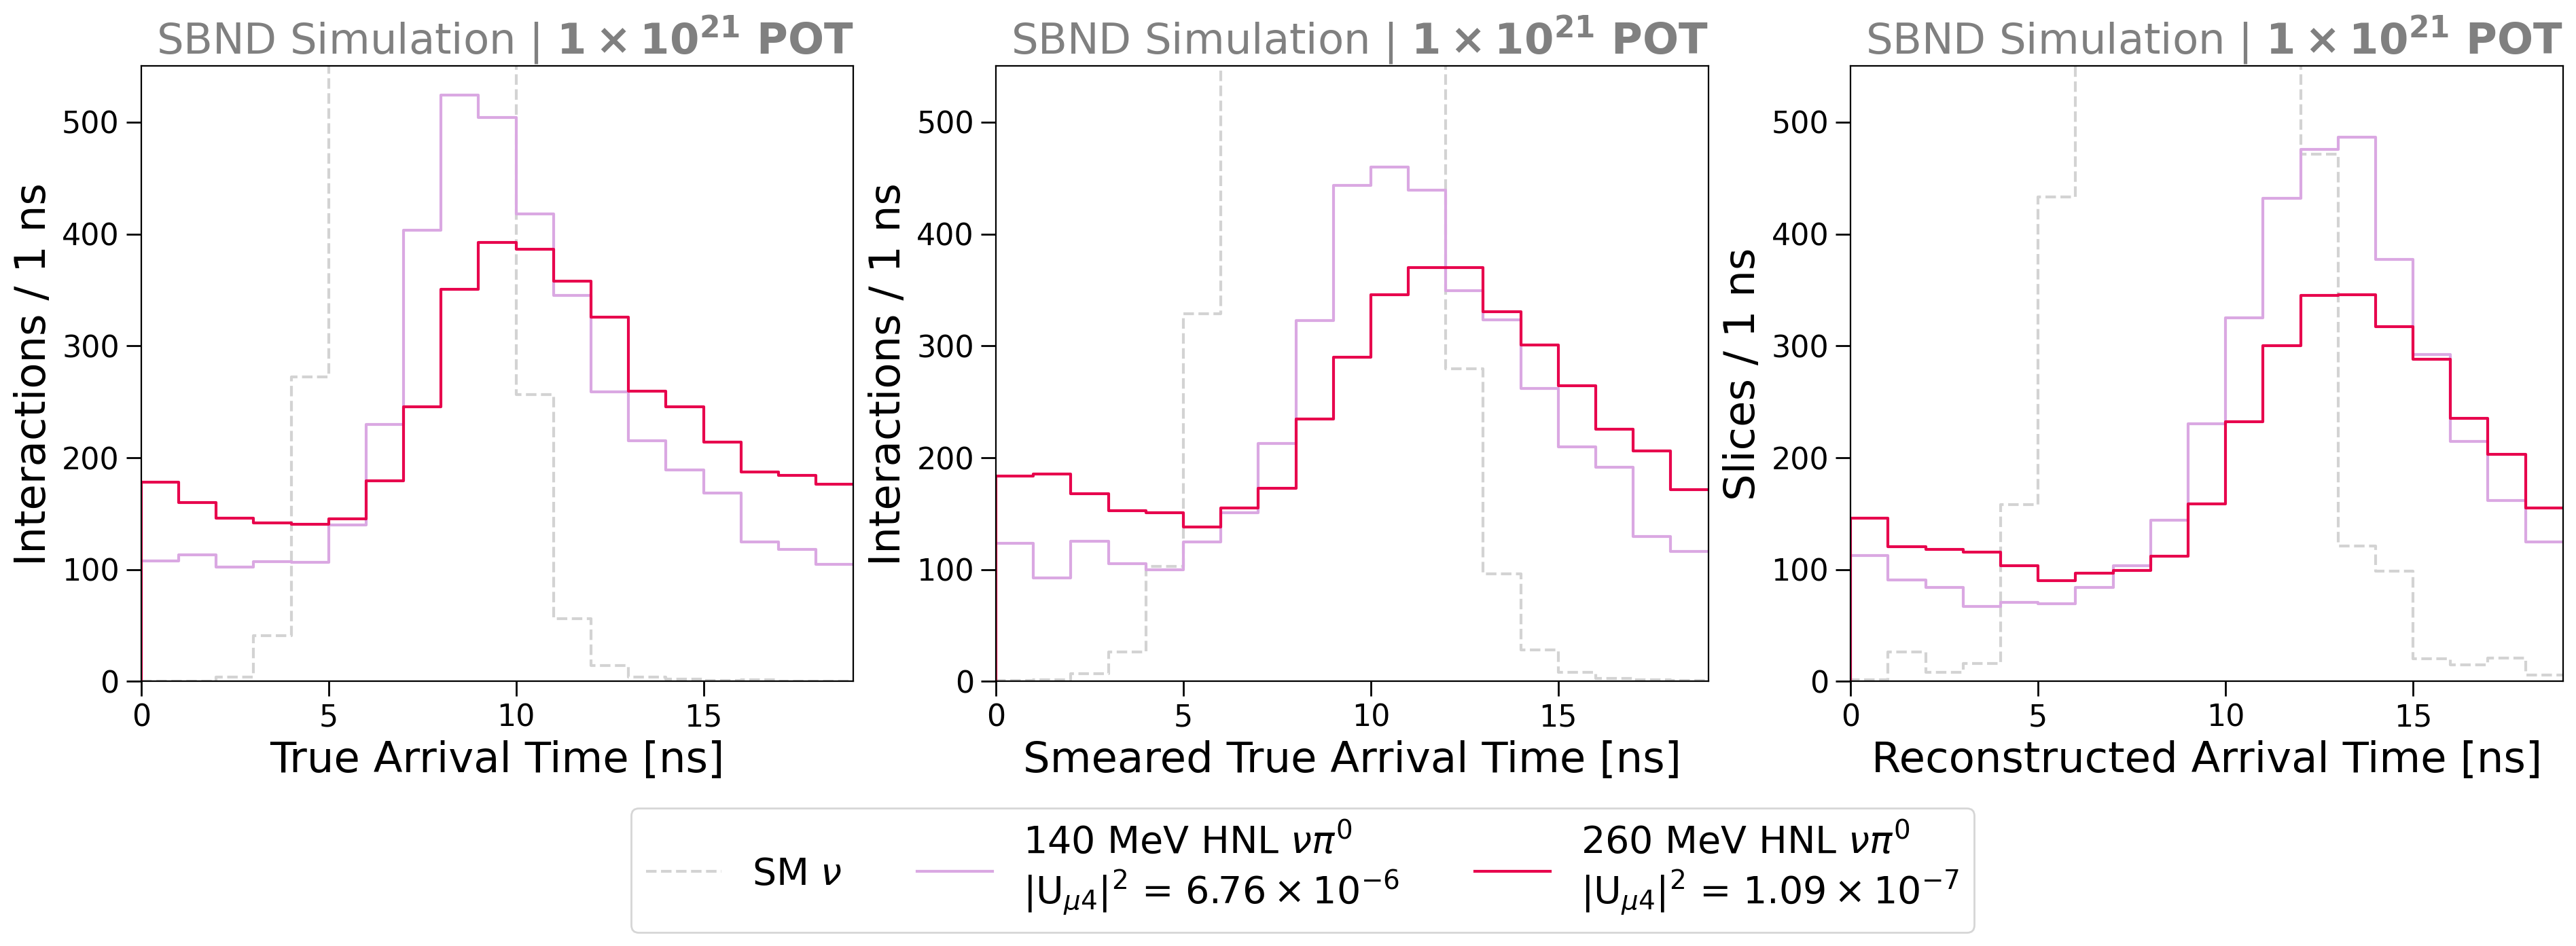 SBND Simulation | 1 × 10²¹ POT
500
400
300
200
100
0
0 5 10 15
Interactions / 1 ns
True Arrival Time [ns]
SBND Simulation | 1 × 10²¹ POT
500
400
300
200
100
0
0 5 10 15
Interactions / 1 ns
Smeared True Arrival Time [ns]
SBND Simulation | 1 × 10²¹ POT
500
400
300
200
100
0
0 5 10 15
Slices / 1 ns
Reconstructed Arrival Time [ns]
SM ν
140 MeV HNL νπ⁰
|U_{μ4}|² = 6.76 × 10⁻⁶
260 MeV HNL νπ⁰
|U_{μ4}|² = 1.09 × 10⁻⁷